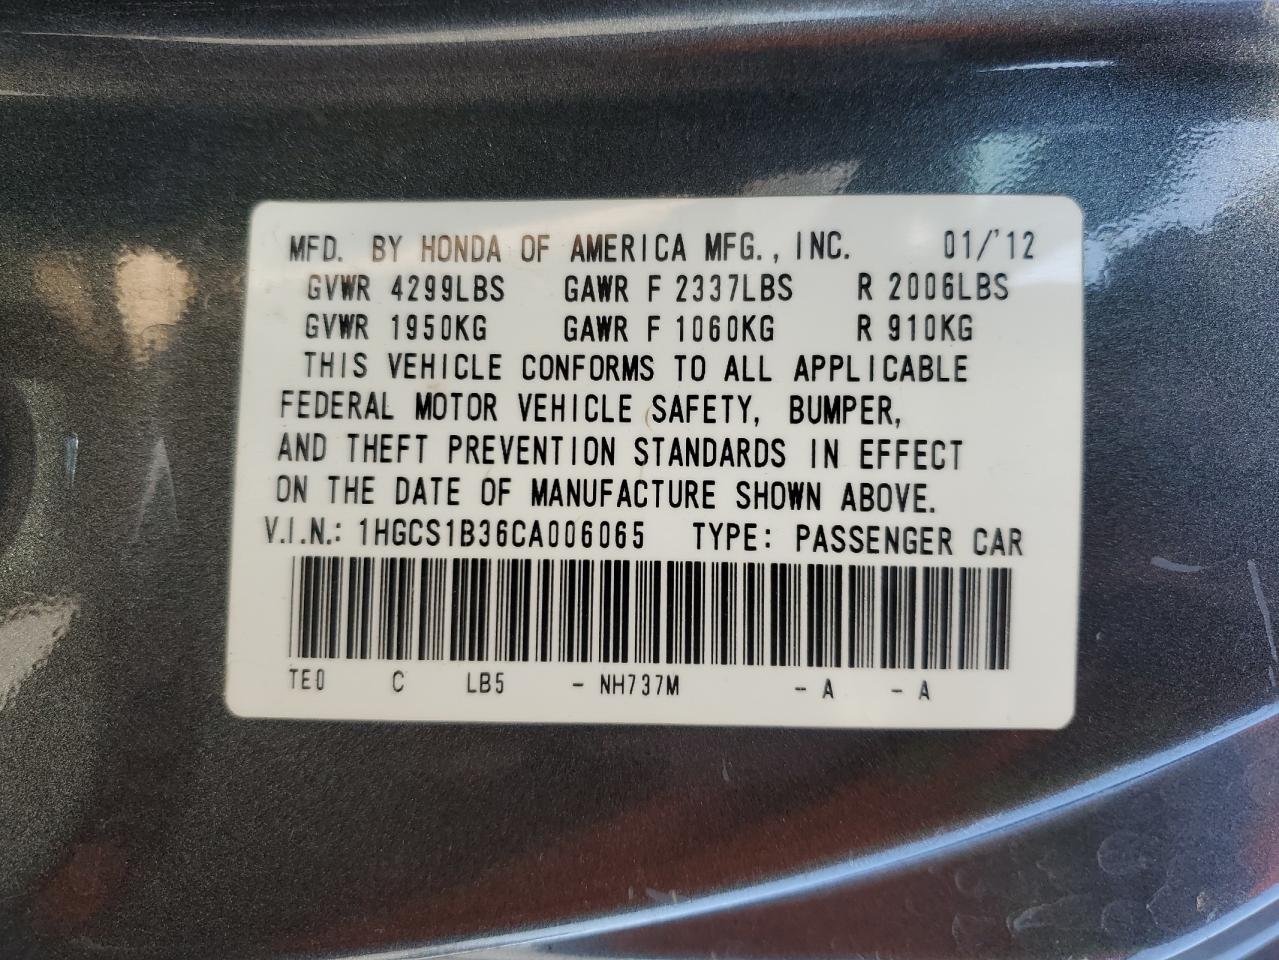 MFD. BY HONDA OF AMERICA MFG., INC. 01/'12
GVWR 4299LBS GAWR F 2337LBS R 2006LBS
GVWR 1950KG GAWR F 1060KG R 910KG
THIS VEHICLE CONFORMS TO ALL APPLICABLE
FEDERAL MOTOR VEHICLE SAFETY, BUMPER,
AND THEFT PREVENTION STANDARDS IN EFFECT
ON THE DATE OF MANUFACTURE SHOWN ABOVE.
V.I.N.: 1HGCS1B36CA006065 TYPE: PASSENGER CAR
TE0 C LB5 - NH737M - A - A